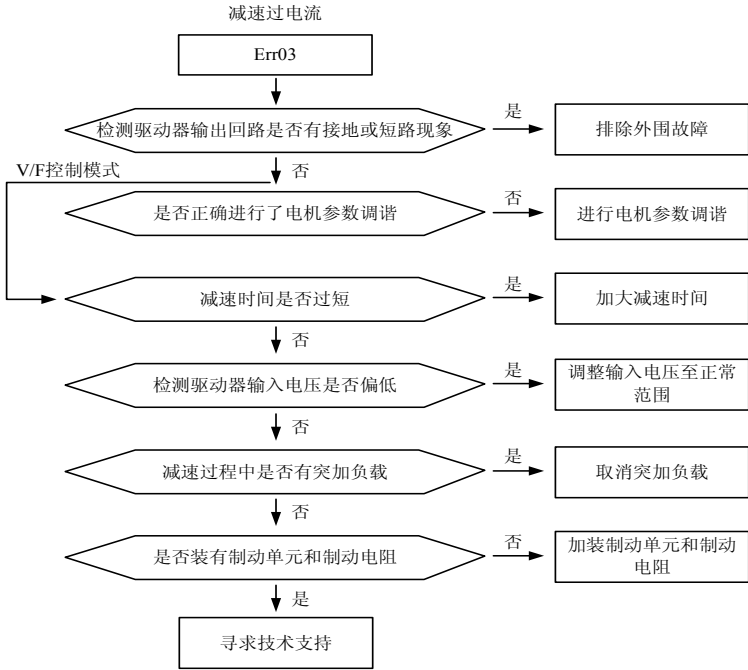 减速过电流
Err03
检测驱动器输出回路是否有接地或短路现象
是
排除外围故障
V/F控制模式
否
是否正确进行了电机参数调谐
否
进行电机参数调谐
减速时间是否过短
是
加大减速时间
否
检测驱动器输入电压是否偏低
是
调整输入电压至正常
范围
否
减速过程中是否有突加负载
是
取消突加负载
否
是否装有制动单元和制动电阻
否
加装制动单元和制动
电阻
是
寻求技术支持